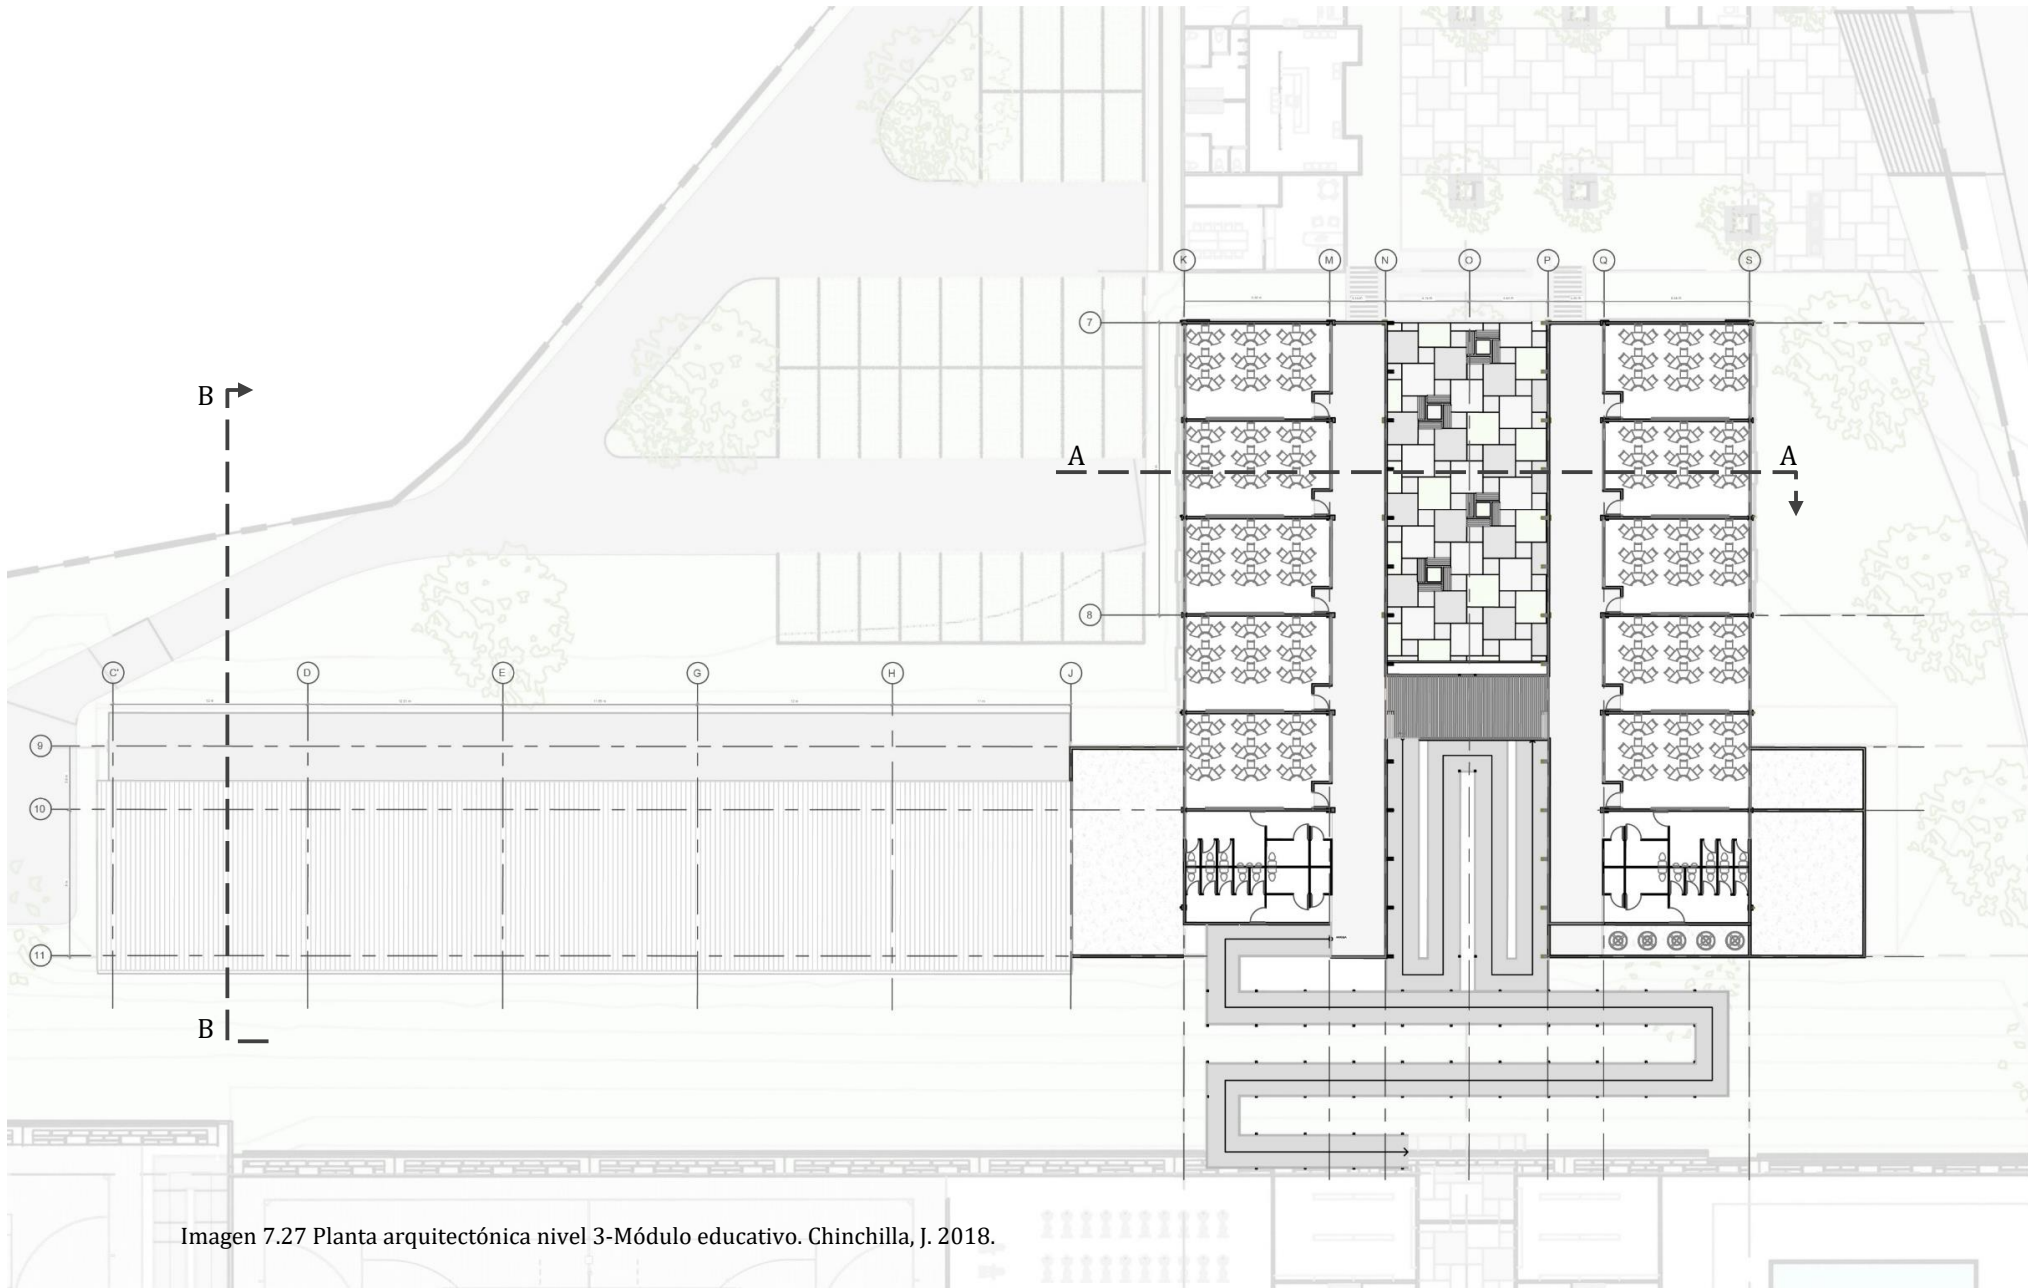 K M N O P Q S
7
B
A A
8
C' D E G H J
9
10
11
B
Imagen 7.27 Planta arquitectónica nivel 3-Módulo educativo. Chinchilla, J. 2018.